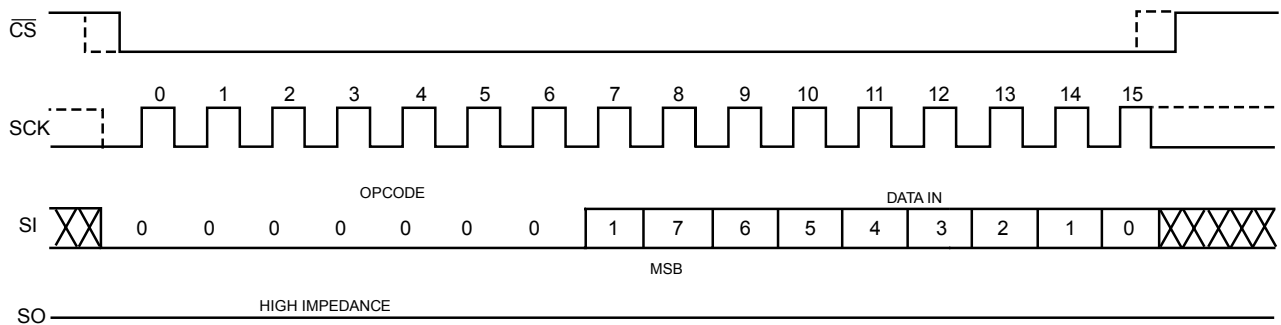 CS
0 1 2 3 4 5 6 7 8 9 10 11 12 13 14 15
SCK
OPCODE
DATA IN
SI 0 0 0 0 0 0 0 1 7 6 5 4 3 2 1 0
MSB
HIGH IMPEDANCE
SO